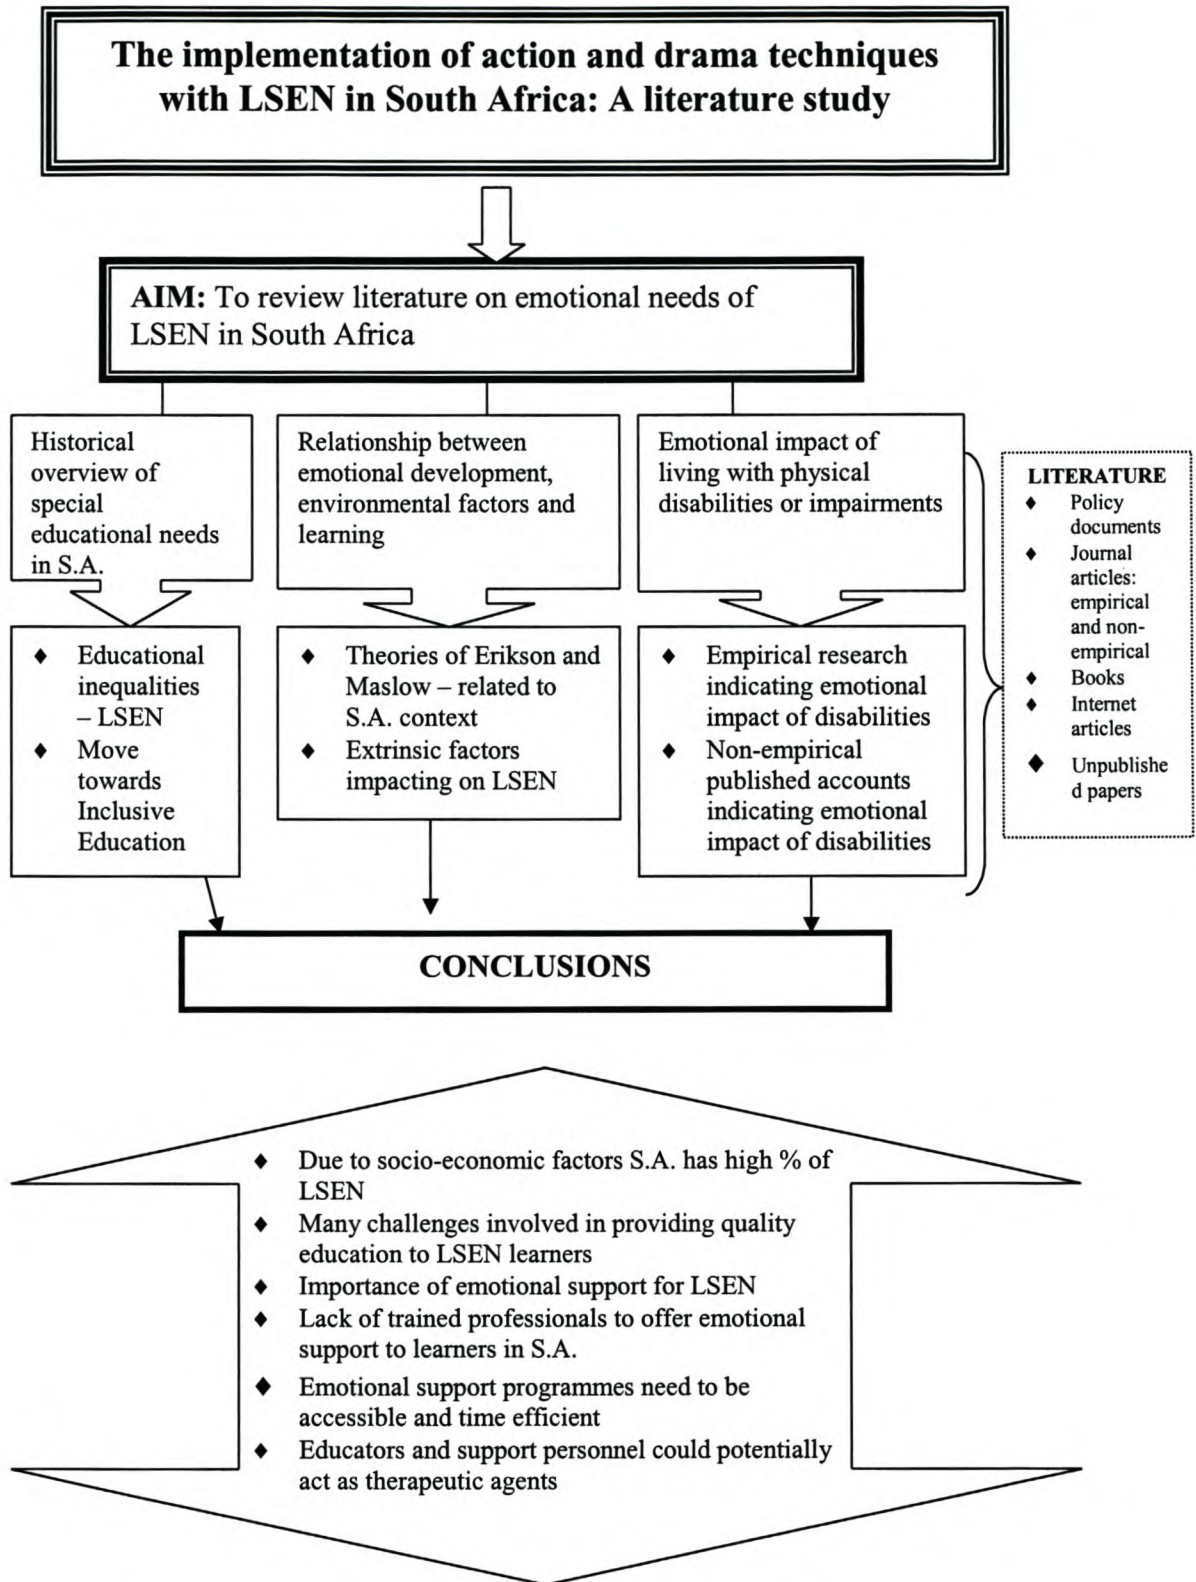 The implementation of action and drama techniques
with LSEN in South Africa: A literature study
AIM: To review literature on emotional needs of
LSEN in South Africa
Historical
overview of
special
educational needs
in S.A.
Relationship between
emotional development,
environmental factors and
learning
Emotional impact of
living with physical
disabilities or impairments
LITERATURE
♦ Policy
documents
♦ Journal
articles:
empirical
and non-
empirical
♦ Books
♦ Internet
articles
♦ Unpublishe
d papers
♦ Educational
inequalities
– LSEN
♦ Move
towards
Inclusive
Education
♦ Theories of Erikson and
Maslow – related to
S.A. context
♦ Extrinsic factors
impacting on LSEN
♦ Empirical research
indicating emotional
impact of disabilities
♦ Non-empirical
published accounts
indicating emotional
impact of disabilities
CONCLUSIONS
♦ Due to socio-economic factors S.A. has high % of
LSEN
♦ Many challenges involved in providing quality
education to LSEN learners
♦ Importance of emotional support for LSEN
♦ Lack of trained professionals to offer emotional
support to learners in S.A.
♦ Emotional support programmes need to be
accessible and time efficient
♦ Educators and support personnel could potentially
act as therapeutic agents